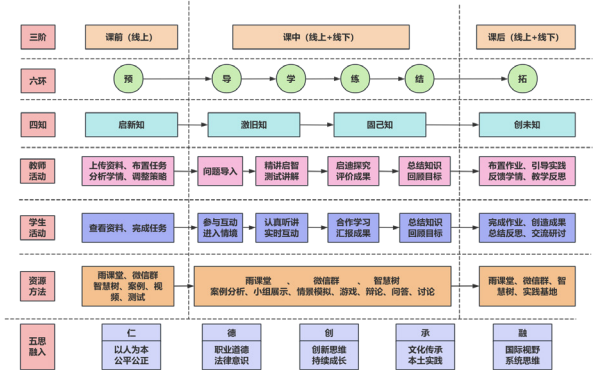 三阶
课前（线上）
课中（线上+线下）
课后（线上+线下）
六环
预
导
学
练
结
拓
四知
启新知
激旧知
固己知
创未知
教师
活动
上传资料、布置任务
分析学情、调整策略
问题导入
精讲启智
测试讲解
启迪探究
评价成果
总结知识
回顾目标
布置作业、引导实践
反馈学情、教学反思
学生
活动
查看资料、完成任务
参与互动
进入情境
认真听讲
实时互动
合作学习
汇报成果
总结知识
回顾目标
完成作业、创造成果
总结反思、交流研讨
资源
方法
雨课堂、微信群
智慧树、案例、视
频、测试
雨课堂 、 微信群 、 智慧树
案例分析、小组展示、情景模拟、游戏、辩论、问答、讨论
雨课堂、微信群、智
慧树、实践基地
五思
融入
仁
以人为本
公平公正
德
职业道德
法律意识
创
创新思维
持续成长
承
文化传承
本土实践
融
国际视野
系统思维